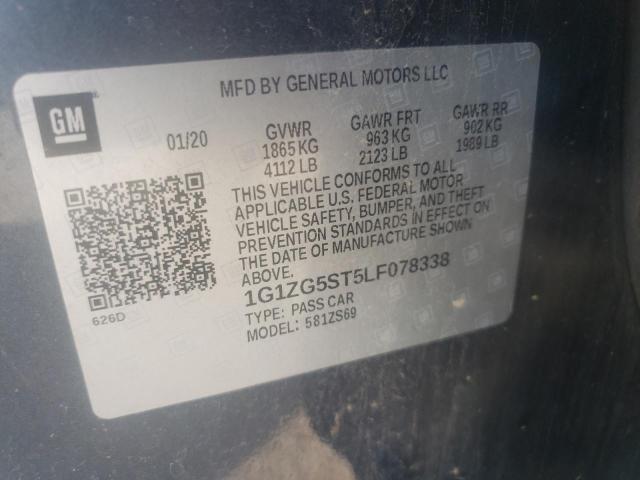 MFD BY GENERAL MOTORS LLC
GM
01/20
GVWR GAWR FRT GAWR RR
1865 KG 963 KG 902 KG
4112 LB 2123 LB 1989 LB
THIS VEHICLE CONFORMS TO ALL
APPLICABLE U.S. FEDERAL MOTOR
VEHICLE SAFETY, BUMPER, AND THEFT
PREVENTION STANDARDS IN EFFECT ON
THE DATE OF MANUFACTURE SHOWN
ABOVE.
1G1ZG5ST5LF078338
TYPE: PASS CAR
MODEL: 581ZS69
626D